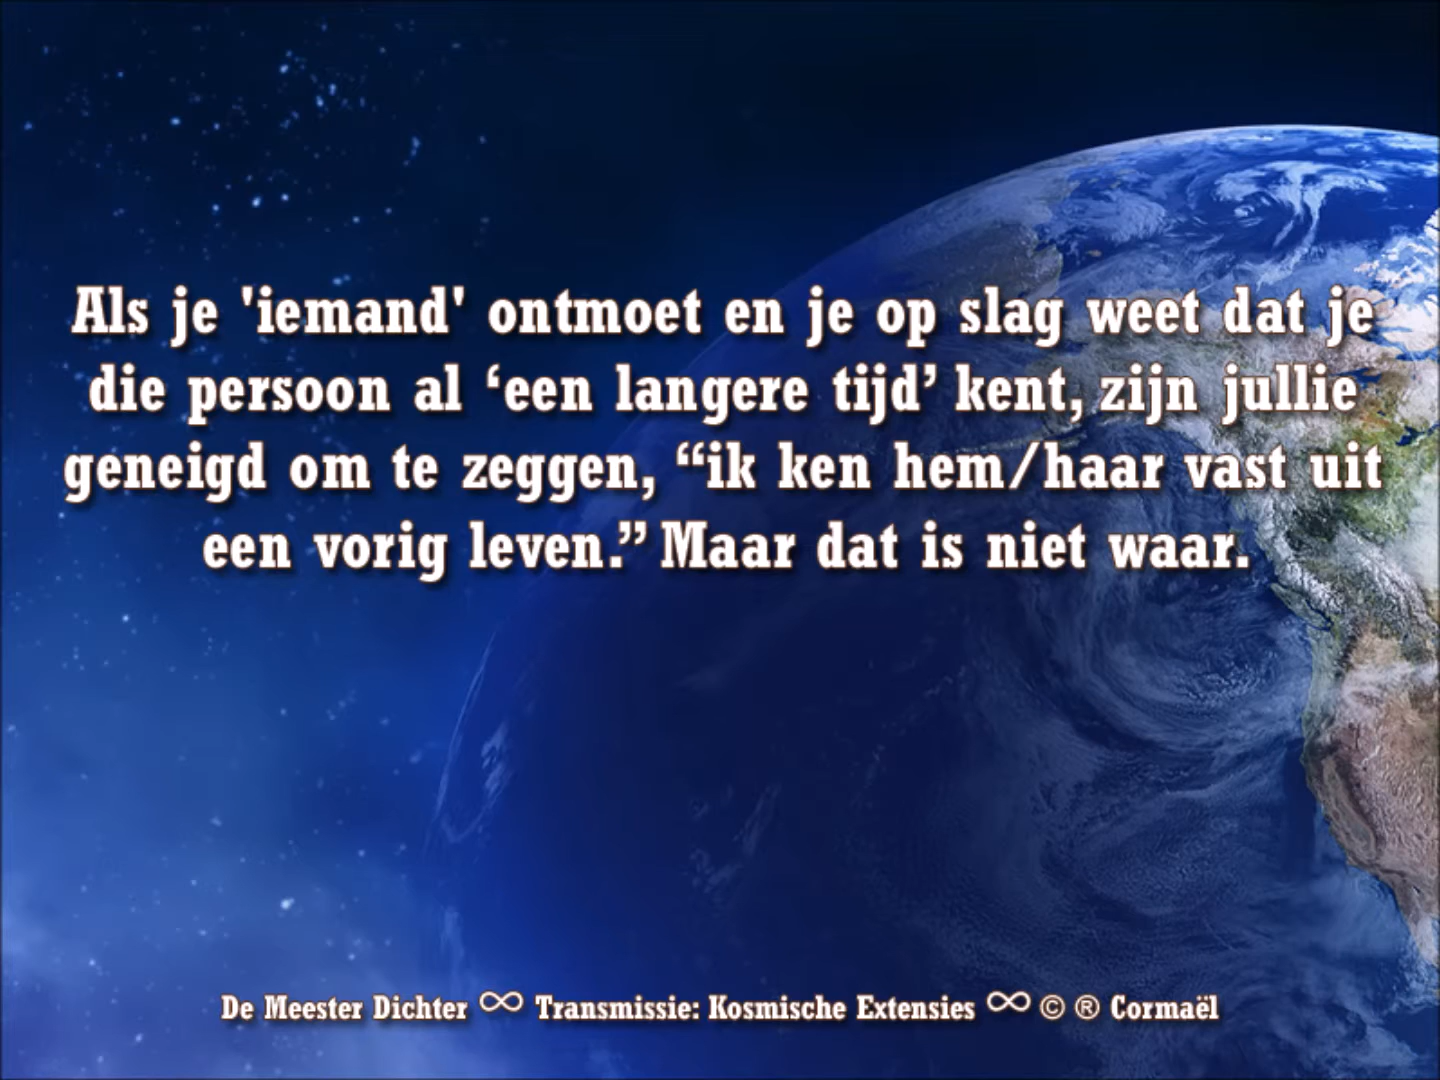 Als je 'iemand' ontmoet en je op slag weet dat je
die persoon al ‘een langere tijd’ kent, zijn jullie
geneigd om te zeggen, “ik ken hem/haar vast uit
een vorig leven.” Maar dat is niet waar.
De Meester Dichter ∞ Transmissie: Kosmische Extensies ∞ © ® Cormaël